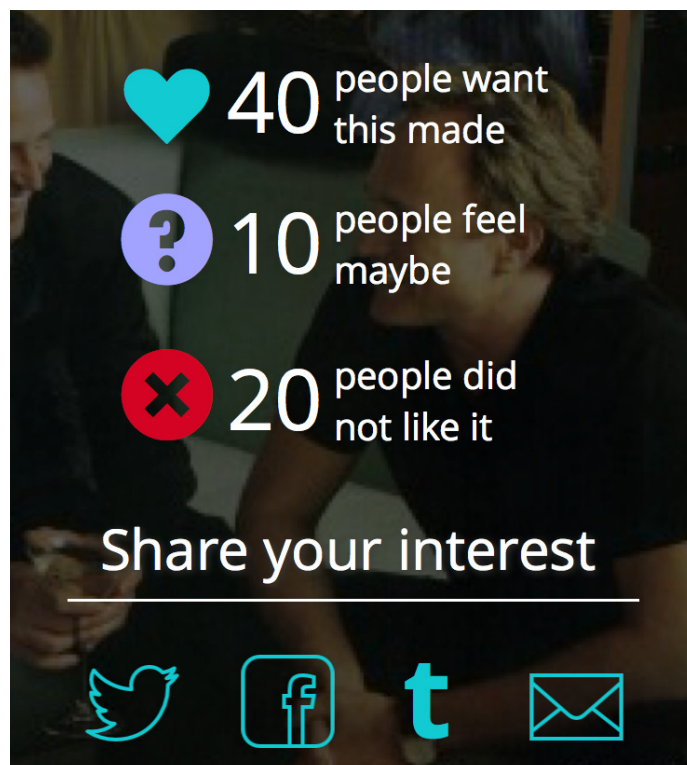 40 people want
this made
10 people feel
maybe
20 people did
not like it
Share your interest